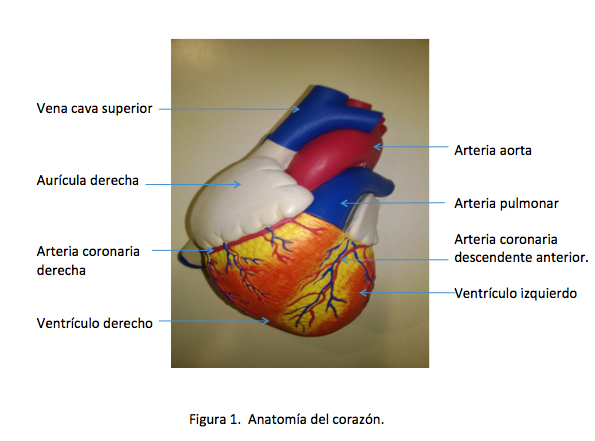 Vena cava superior
Arteria aorta
Aurícula derecha
Arteria pulmonar
Arteria coronaria
derecha
Arteria coronaria
descendente anterior.
Ventrículo izquierdo
Ventrículo derecho
Figura 1. Anatomía del corazón.